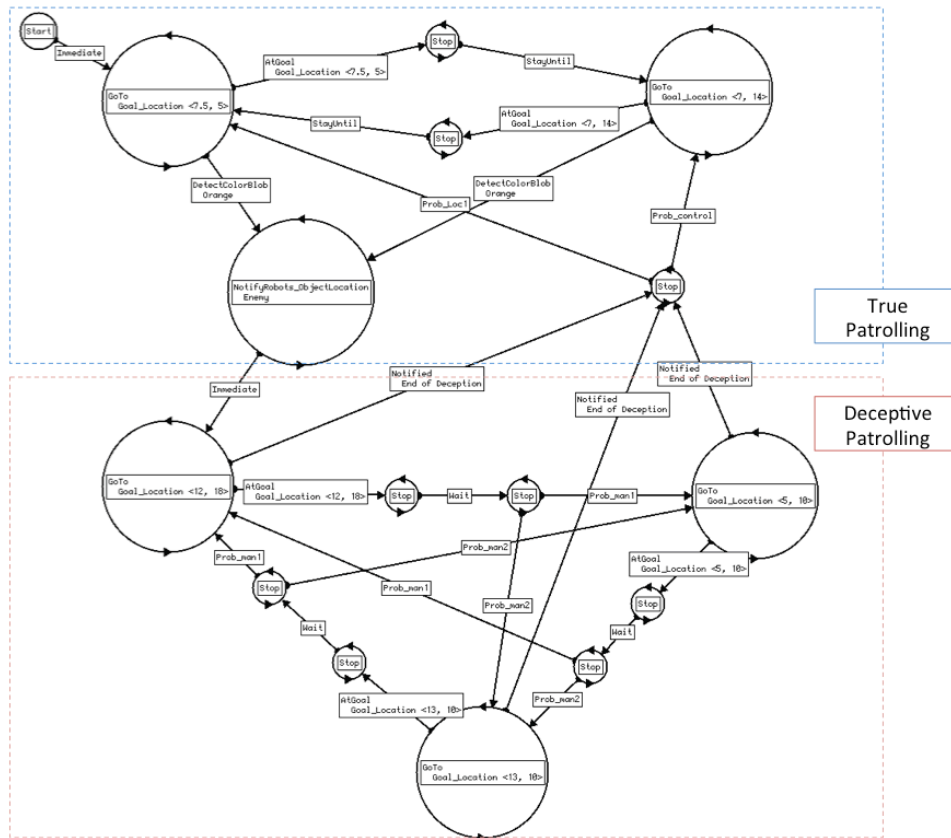 Start
Immediate
Stop
AtGoal
Goal_Location <7.5, 5>
StayUntil
GoTo
Goal_Location <7.5, 5>
GoTo
Goal_Location <7, 14>
AtGoal
Goal_Location <7, 14>
StayUntil
Stop
DetectColorBlob
Orange
DetectColorBlob
Orange
Prob_Loc1
Prob_control
NotifyRobots_ObjectLocation
Enemy
Stop
True
Patrolling
Immediate
Notified
End of Deception
Notified
End of Deception
Notified
End of Deception
Deceptive
Patrolling
GoTo
Goal_Location <12, 18>
AtGoal
Goal_Location <12, 18>
Stop
Wait
Stop
Prob_man1
GoTo
Goal_Location <5, 10>
Prob_man2
Prob_man1
AtGoal
Goal_Location <5, 10>
Stop
Prob_man1
Prob_man2
Stop
Wait
Wait
Stop
Stop
Prob_man2
AtGoal
Goal_Location <13, 10>
GoTo
Goal_Location <13, 10>